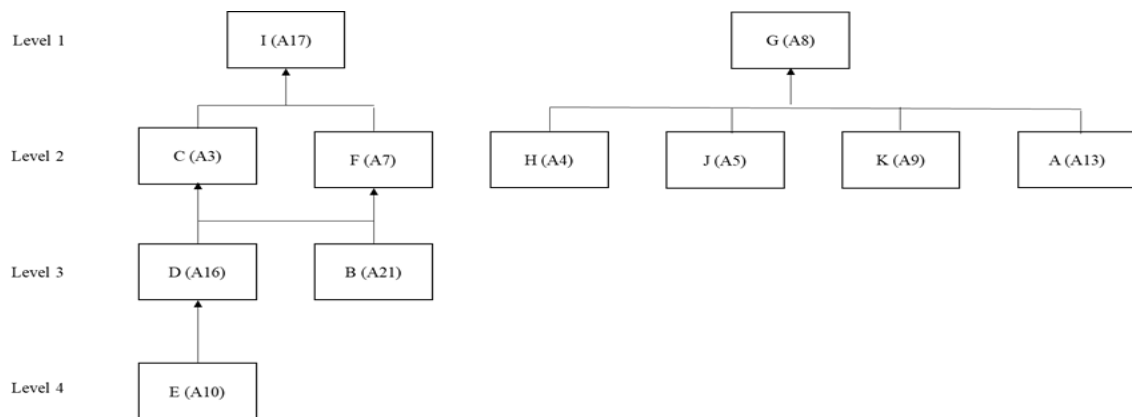 Level 1
I (A17)
G (A8)
Level 2
C (A3)
F (A7)
H (A4)
J (A5)
K (A9)
A (A13)
Level 3
D (A16)
B (A21)
Level 4
E (A10)